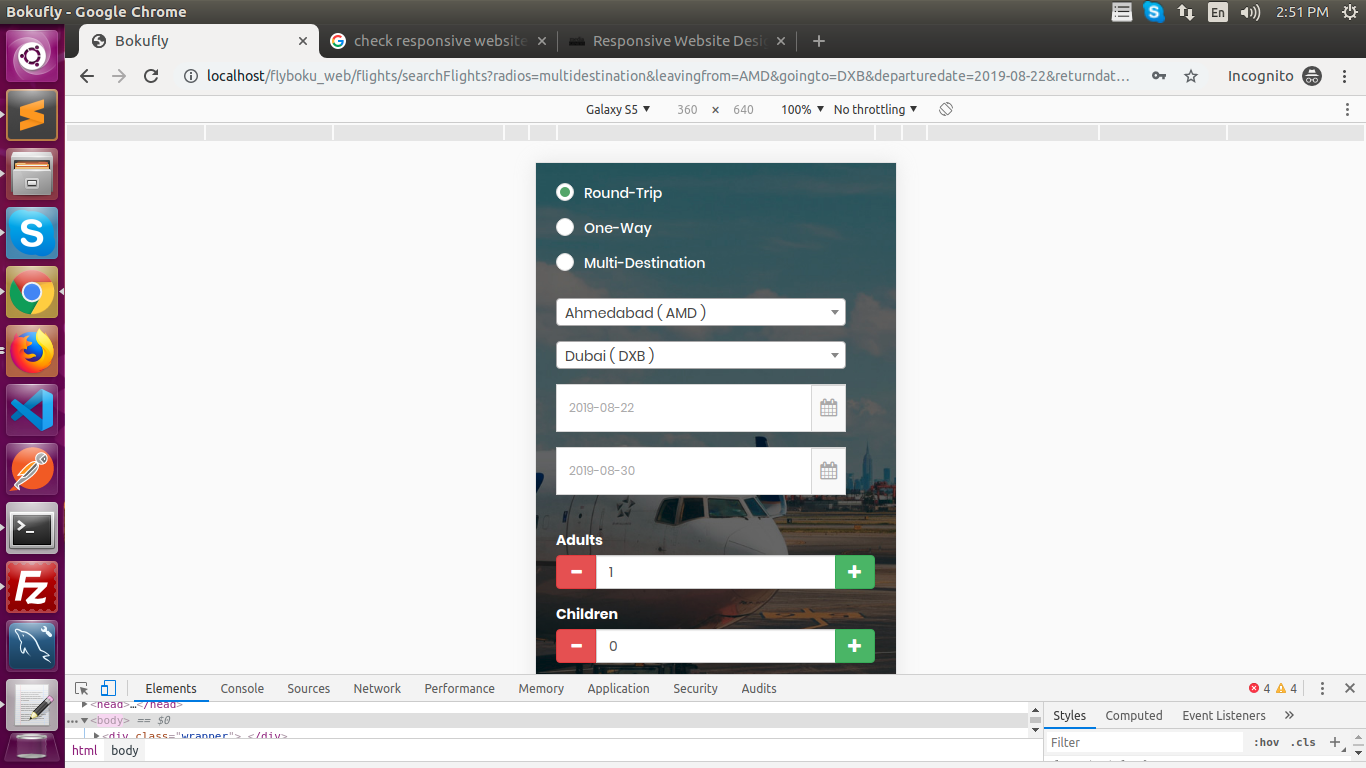 Bokufly - Google Chrome
En
2:51 PM
Bokufly
check responsive website
Responsive Website Desi
localhost/flyboku_web/flights/searchFlights?radios=multidestination&leavingfrom=AMD&goingto=DXB&departuredate=2019-08-22&returndat…
Incognito
Galaxy S5
360 × 640
100%
No throttling
Round-Trip
One-Way
Multi-Destination
Ahmedabad ( AMD )
Dubai ( DXB )
2019-08-22
2019-08-30
Adults
1
Children
0
Elements Console Sources Network Performance Memory Application Security Audits
4 4
<head>…</head>
<body> == $0
<div class="wrapper">…</div>
html body
Styles Computed Event Listeners »
Filter
:hov .cls